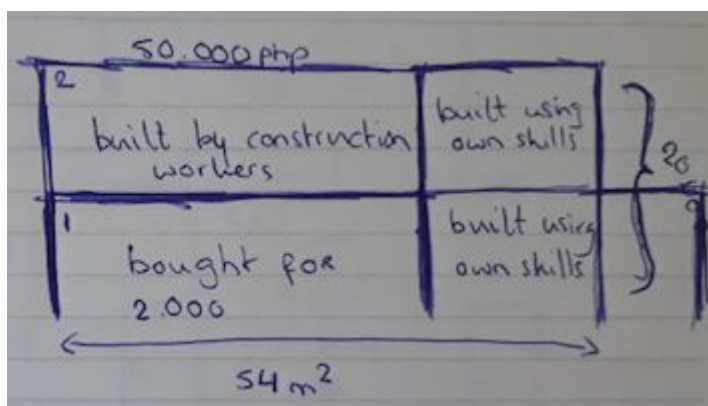 50.000 php
2
built by construction
workers
built using
own skills
20
1
bought for
2.000
built using
own skills
54 m²